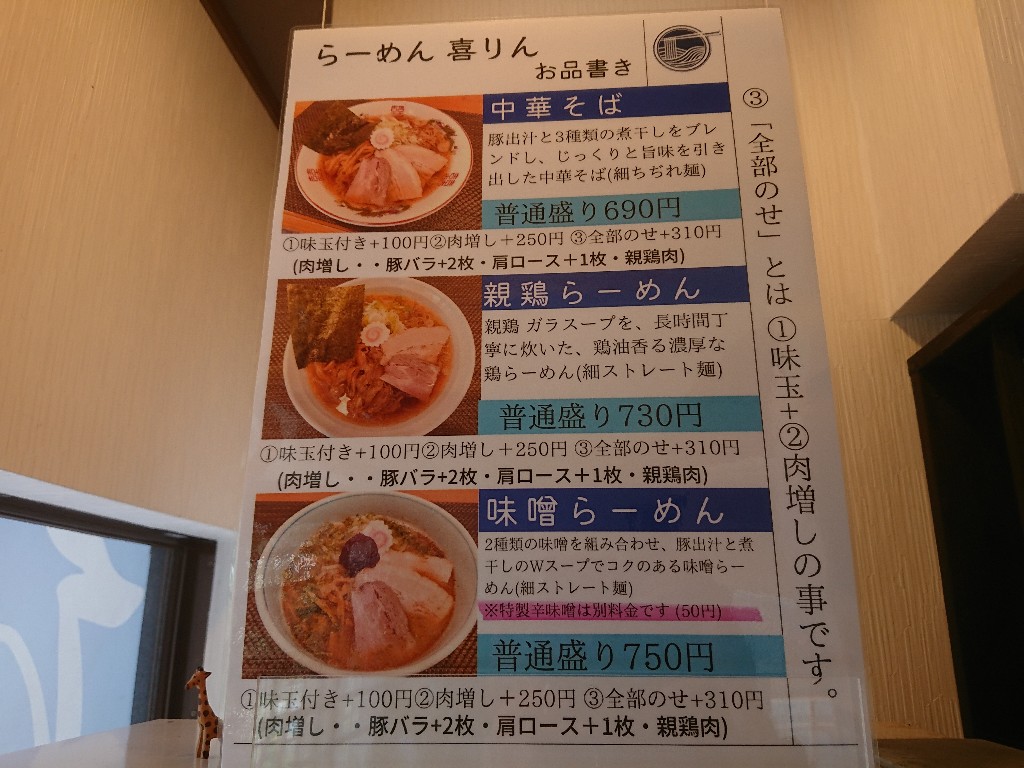 らーめん 喜りん
お品書き
中華そば
豚出汁と3種類の煮干しをブレ
ンドし、じっくりと旨味を引き
出した中華そば(細ちぢれ麺)
普通盛り690円
①味玉付き+100円②肉増し+250円 ③全部のせ+310円
(肉増し・・豚バラ+2枚・肩ロース+1枚・親鶏肉)
親鶏らーめん
親鶏 ガラスープを、長時間丁
寧に炊いた、鶏油香る濃厚な
鶏らーめん(細ストレート麺)
普通盛り730円
①味玉付き+100円②肉増し+250円 ③全部のせ+310円
(肉増し・・豚バラ+2枚・肩ロース+1枚・親鶏肉)
味噌らーめん
2種類の味噌を組み合わせ、豚出汁と煮
干しのWスープでコクのある味噌らー
めん(細ストレート麺)
※特製辛味噌は別料金です (50円)
普通盛り750円
①味玉付き+100円②肉増し+250円 ③全部のせ+310円
(肉増し・・豚バラ+2枚・肩ロース+1枚・親鶏肉)
③「全部のせ」とは ①味玉+②肉増しの事です。